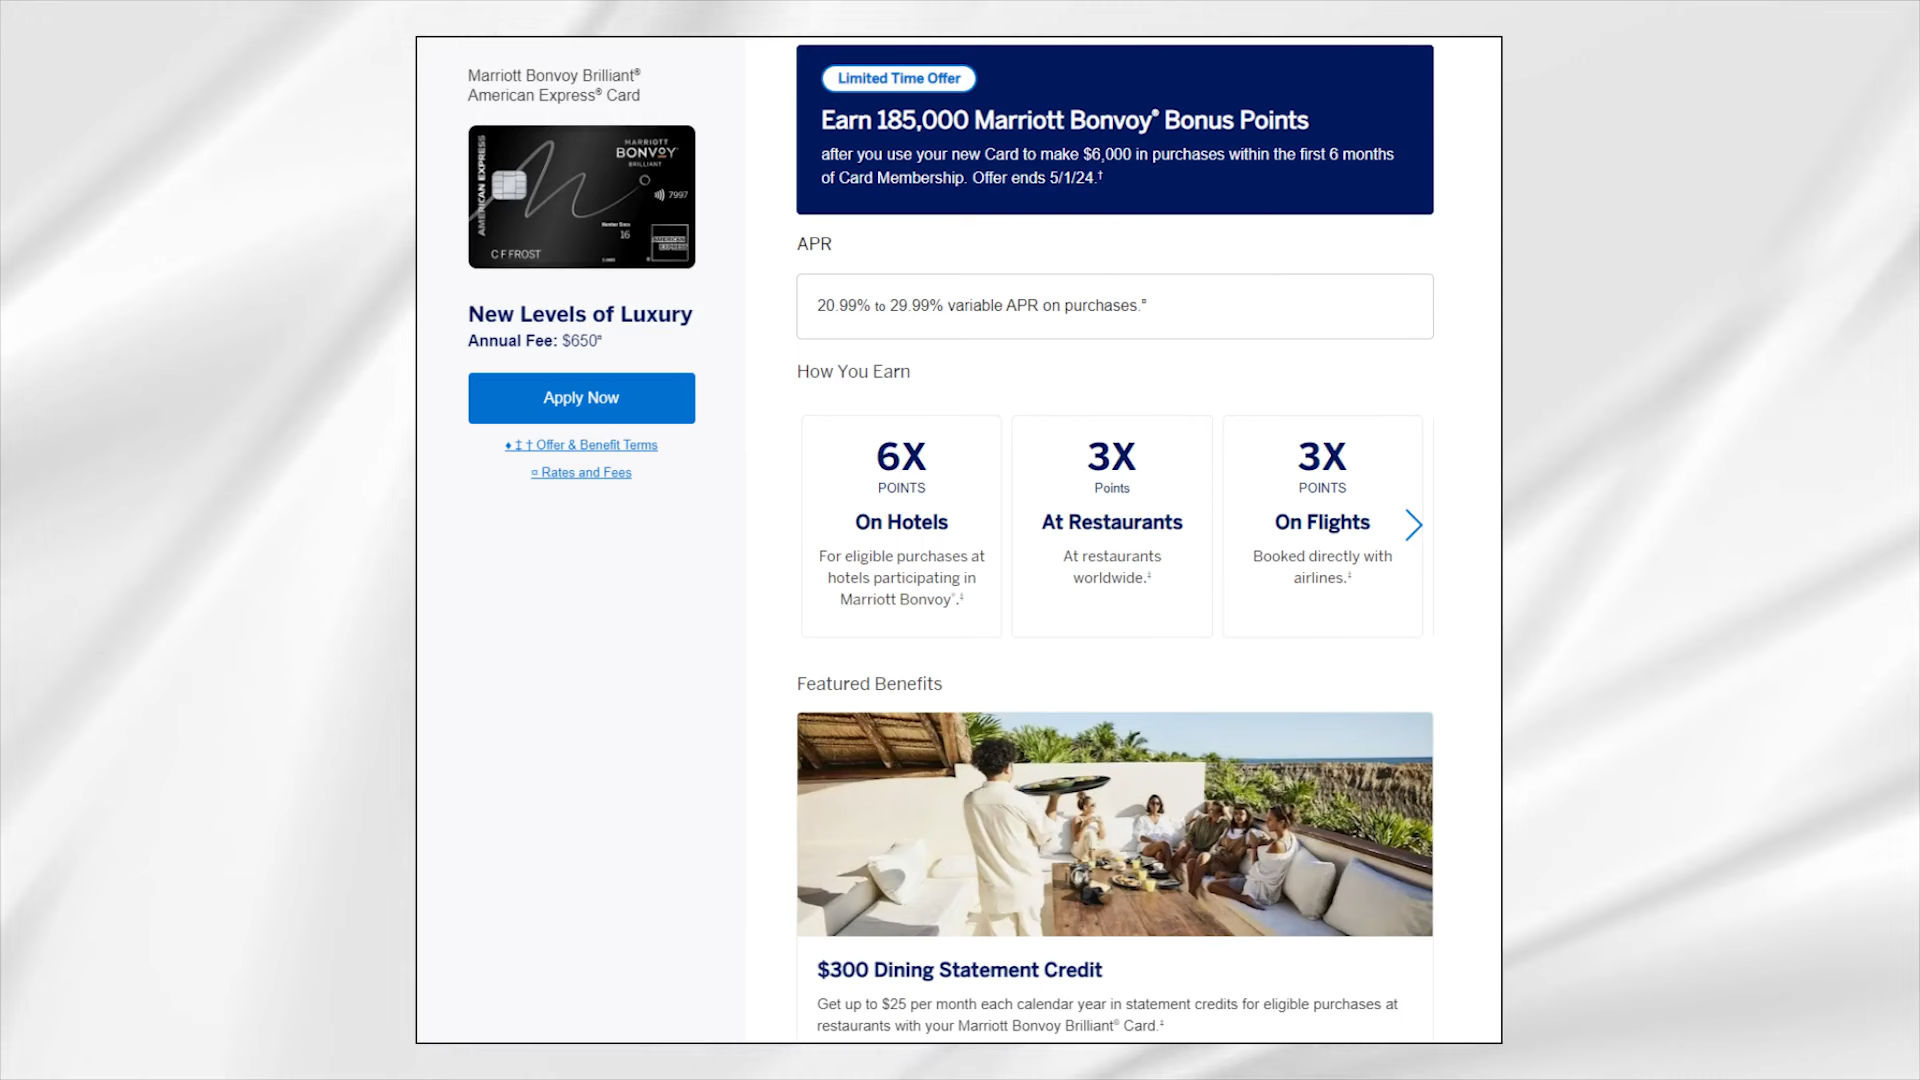 Marriott Bonvoy Brilliant®
American Express® Card
AMERICAN EXPRESS
MARRIOTT
BONVOY
BRILLIANT
7997
Member Since
16
AMERICAN
EXPRESS
C F FROST
New Levels of Luxury
Annual Fee: $650¤
Apply Now
♦ ‡ † Offer & Benefit Terms
¤ Rates and Fees
Limited Time Offer
Earn 185,000 Marriott Bonvoy® Bonus Points
after you use your new Card to make $6,000 in purchases within the first 6 months
of Card Membership. Offer ends 5/1/24.†
APR
20.99% to 29.99% variable APR on purchases.¤
How You Earn
6X
POINTS
On Hotels
For eligible purchases at
hotels participating in
Marriott Bonvoy®.‡
3X
Points
At Restaurants
At restaurants
worldwide.‡
3X
POINTS
On Flights
Booked directly with
airlines.‡
Featured Benefits
$300 Dining Statement Credit
Get up to $25 per month each calendar year in statement credits for eligible purchases at
restaurants with your Marriott Bonvoy Brilliant® Card.‡